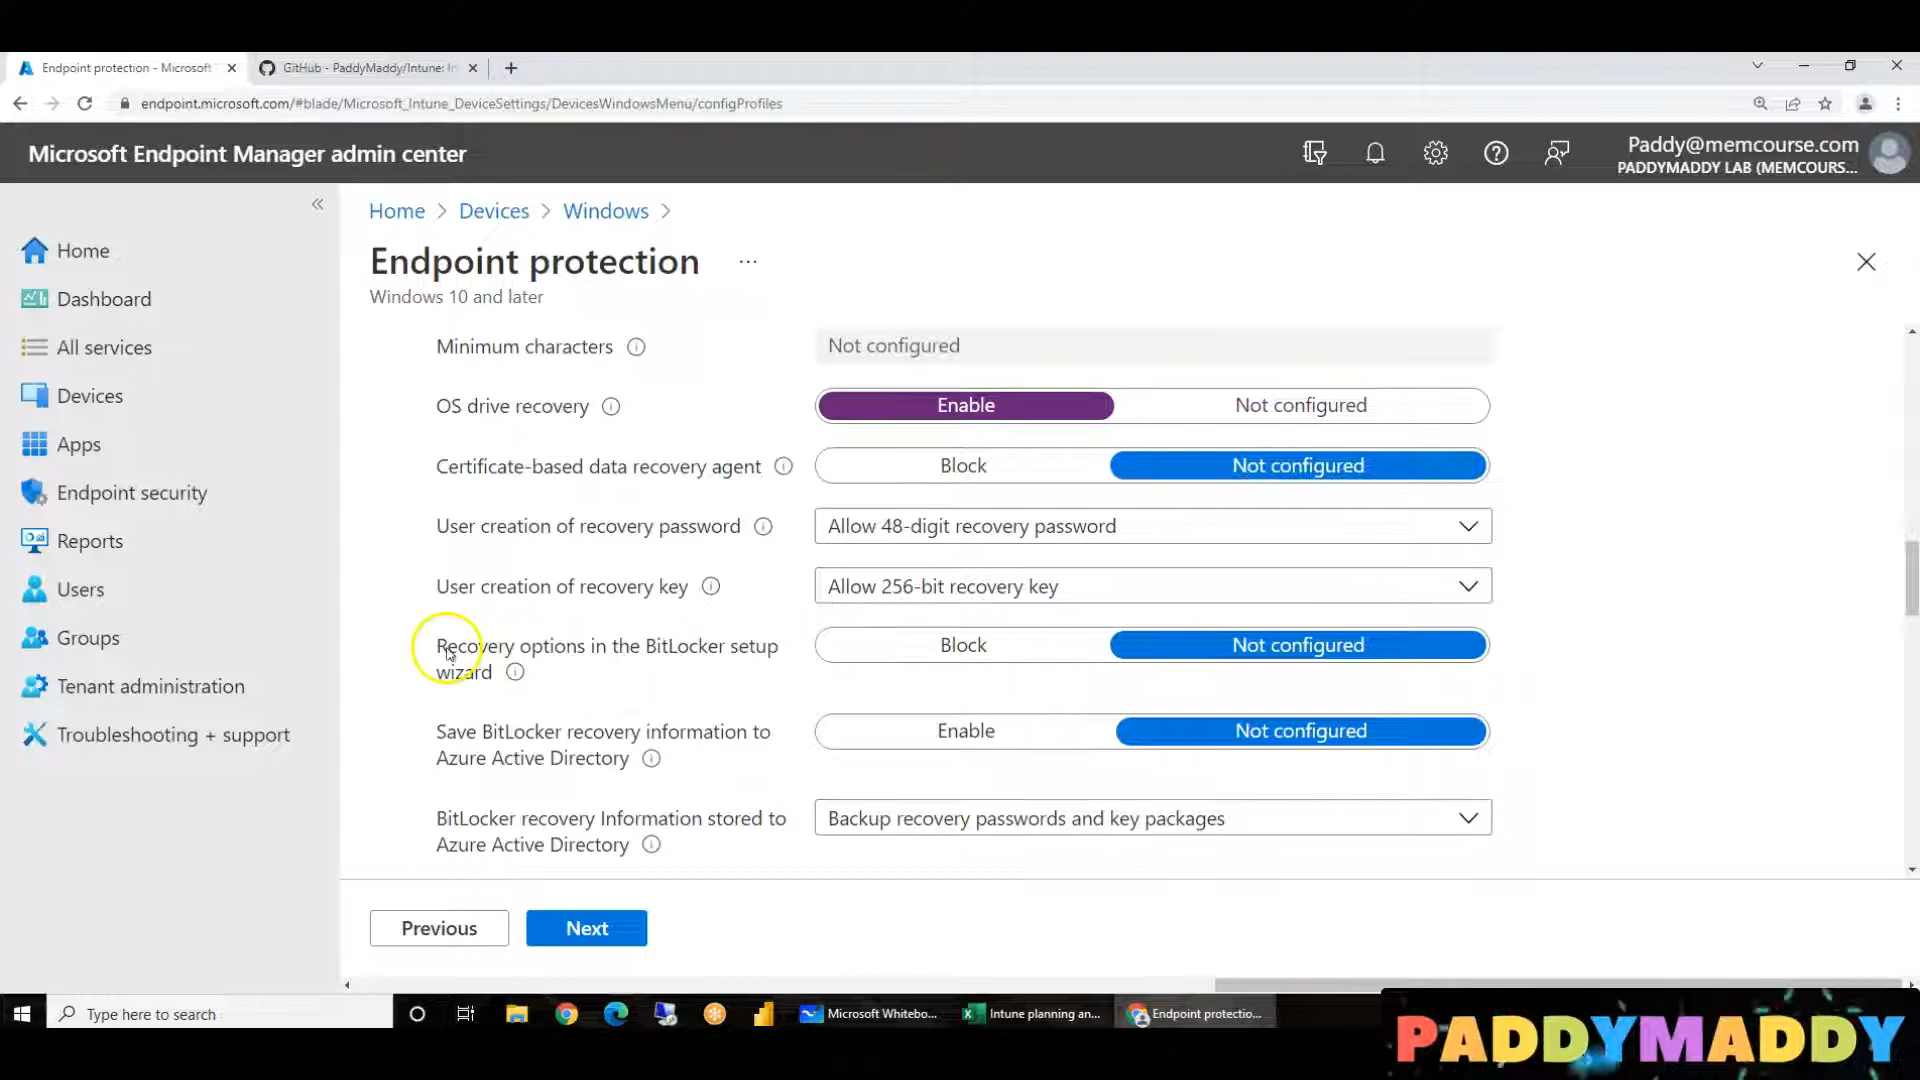 Endpoint protection - Microsoft
GitHub - PaddyMaddy/Intune: In
endpoint.microsoft.com/#blade/Microsoft_Intune_DeviceSettings/DevicesWindowsMenu/configProfiles
Microsoft Endpoint Manager admin center
Paddy@memcourse.com
PADDYMADDY LAB (MEMCOURS...
Home
Dashboard
All services
Devices
Apps
Endpoint security
Reports
Users
Groups
Tenant administration
Troubleshooting + support
Home > Devices > Windows >
Endpoint protection ...
Windows 10 and later
Minimum characters Not configured
OS drive recovery Enable Not configured
Certificate-based data recovery agent Block Not configured
User creation of recovery password Allow 48-digit recovery password
User creation of recovery key Allow 256-bit recovery key
Recovery options in the BitLocker setup
wizard
Block Not configured
Save BitLocker recovery information to
Azure Active Directory
Enable Not configured
BitLocker recovery Information stored to
Azure Active Directory
Backup recovery passwords and key packages
Previous Next
Type here to search
Microsoft Whitebo...
Intune planning an...
Endpoint protectio...
PADDYMADDY